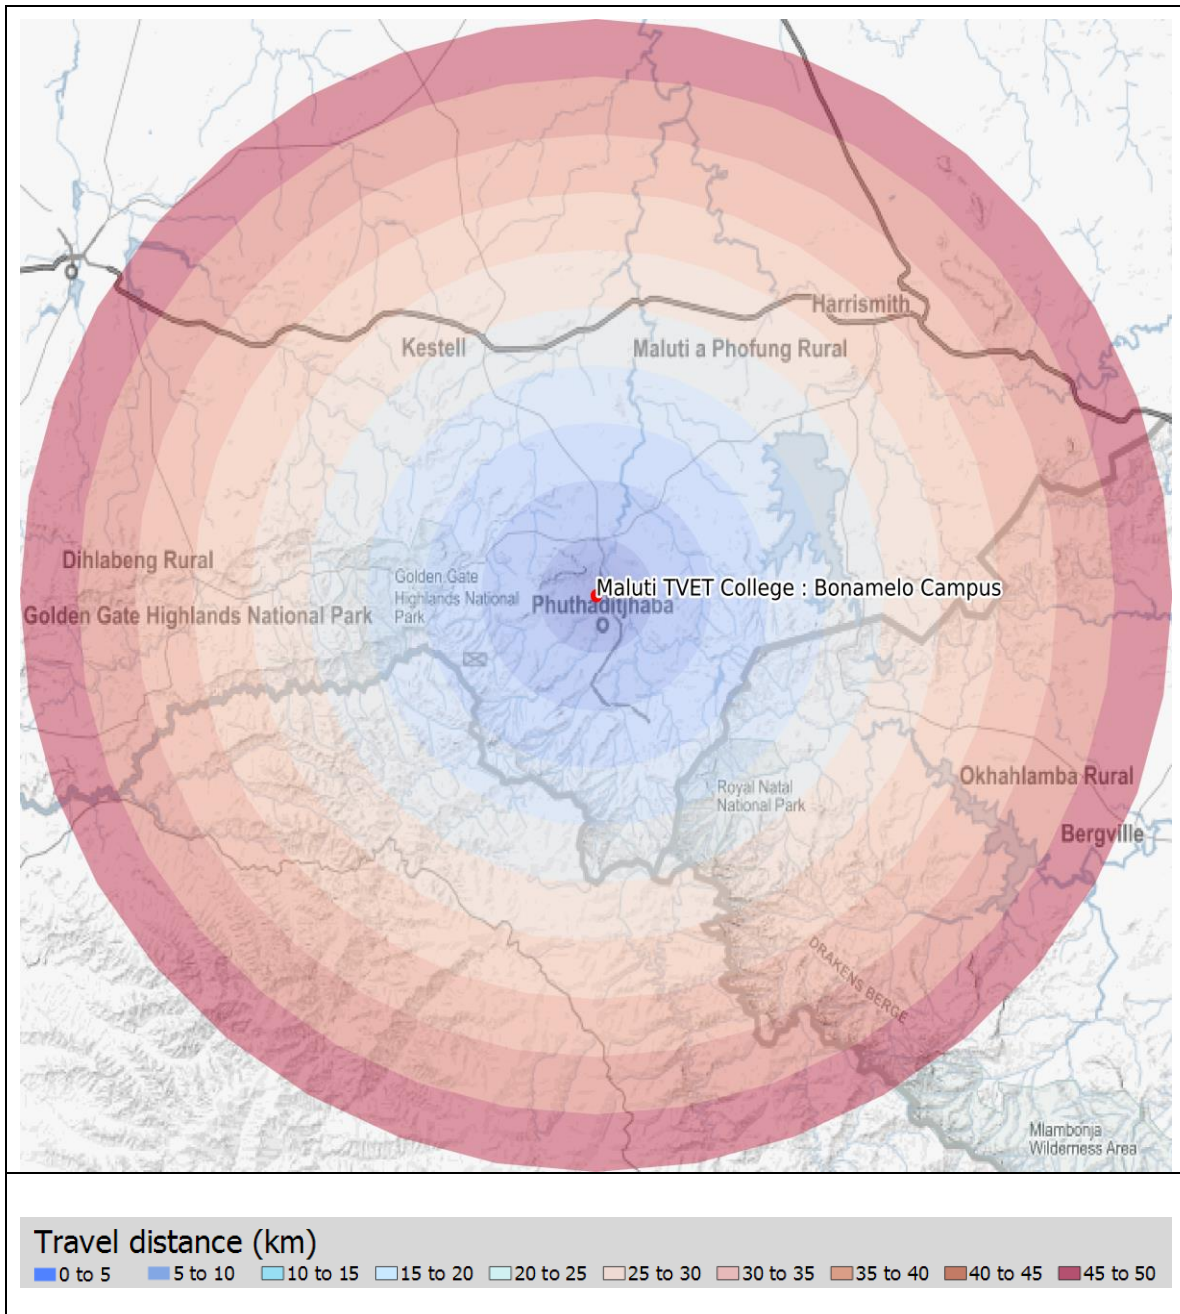 Harrismith
Kestell
Maluti a Phofung Rural
Dihlabeng Rural
Golden Gate
Highlands National
Park
Maluti TVET College : Bonamelo Campus
Phuthaditjhaba
Golden Gate Highlands National Park
Royal Natal
National Park
Okhahlamba Rural
Bergville
DRAKENS BERGE
Mlambonja
Wilderness Area
Travel distance (km)
0 to 5 5 to 10 10 to 15 15 to 20 20 to 25 25 to 30 30 to 35 35 to 40 40 to 45 45 to 50